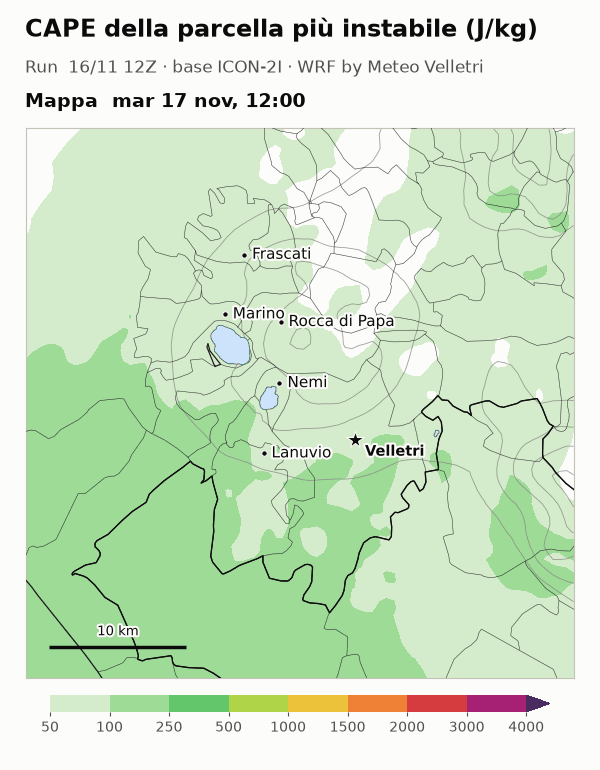 CAPE della parcella più instabile (J/kg)
Run  16/11 12Z · base ICON-2I · WRF by Meteo Velletri
Mappa  mar 17 nov, 12:00
Frascati
Marino
Rocca di Papa
Nemi
Velletri
Lanuvio
10 km
50 100 250 500 1000 1500 2000 3000 4000